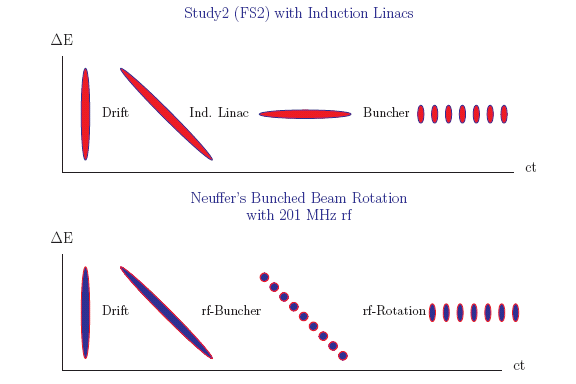 Study2 (FS2) with Induction Linacs
ΔE
Drift
Ind. Linac
Buncher
ct
Neuffer's Bunched Beam Rotation
with 201 MHz rf
ΔE
Drift
rf-Buncher
rf-Rotation
ct